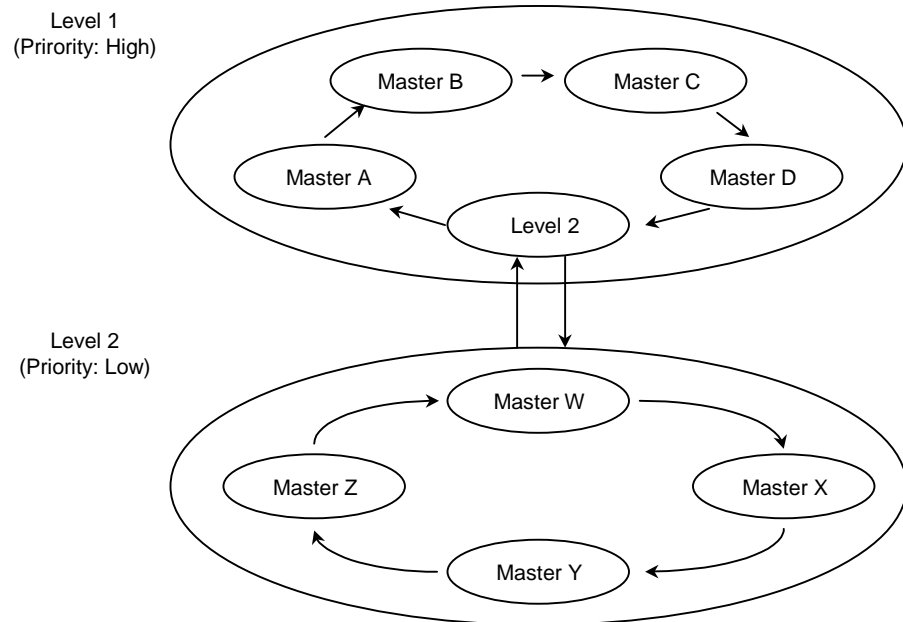 Level 1
(Prirority: High)
Master B
Master C
Master A
Master D
Level 2
Level 2
(Priority: Low)
Master W
Master Z
Master X
Master Y